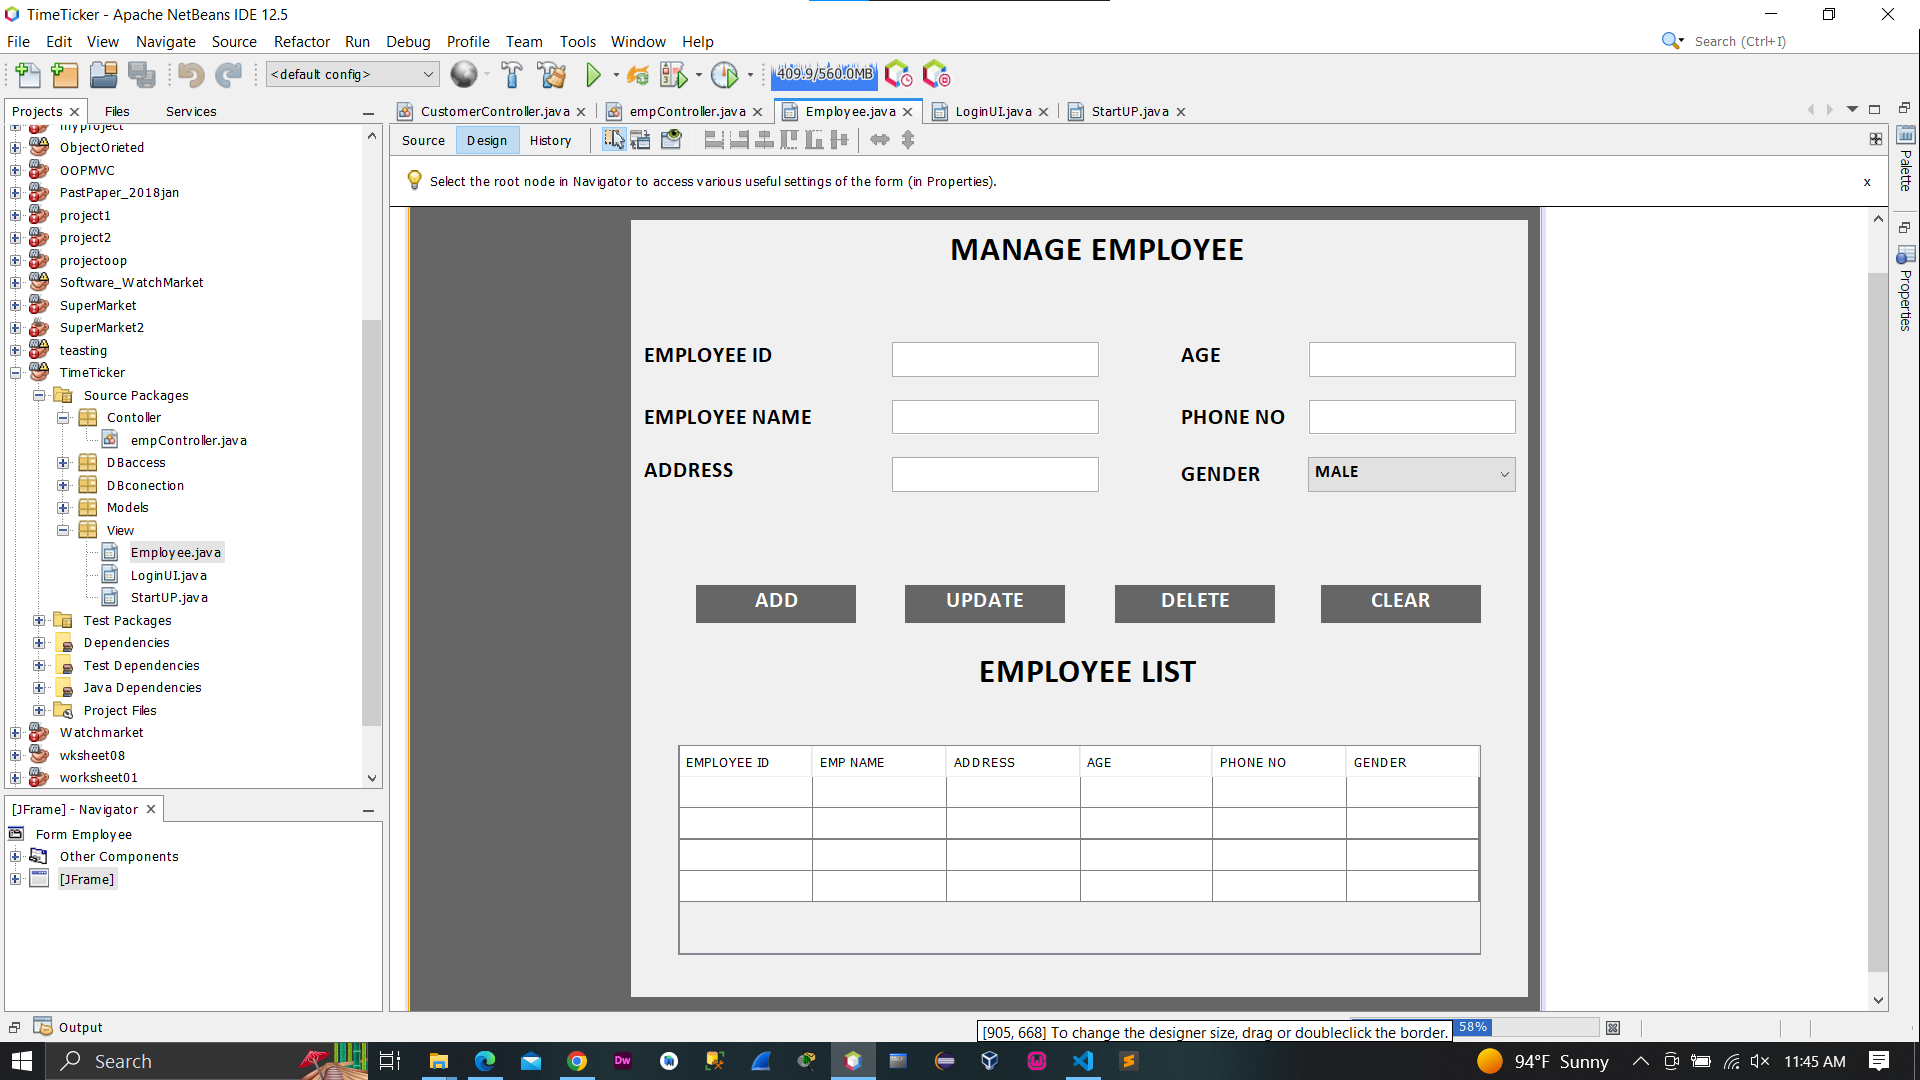 TimeTicker - Apache NetBeans IDE 12.5
File Edit View Navigate Source Refactor Run Debug Profile Team Tools Window Help
Search (Ctrl+I)
<default config>
409.9/560.0MB
Projects Files Services
CustomerController.java empController.java Employee.java LoginUI.java StartUP.java
Source Design History
Select the root node in Navigator to access various useful settings of the form (in Properties).
x
Palette
Properties
myproject
ObjectOrieted
OOPMVC
PastPaper_2018jan
project1
project2
projectoop
Software_WatchMarket
SuperMarket
SuperMarket2
teasting
TimeTicker
Source Packages
Contoller
empController.java
DBaccess
DBconection
Models
View
Employee.java
LoginUI.java
StartUP.java
Test Packages
Dependencies
Test Dependencies
Java Dependencies
Project Files
Watchmarket
wksheet08
worksheet01
[JFrame] - Navigator
Form Employee
Other Components
[JFrame]
MANAGE EMPLOYEE
EMPLOYEE ID AGE
EMPLOYEE NAME PHONE NO
ADDRESS GENDER MALE
ADD UPDATE DELETE CLEAR
EMPLOYEE LIST
EMPLOYEE ID EMP NAME ADDRESS AGE PHONE NO GENDER
Output
[905, 668] To change the designer size, drag or doubleclick the border.
58%
Search
Dw
94°F Sunny
11:45 AM